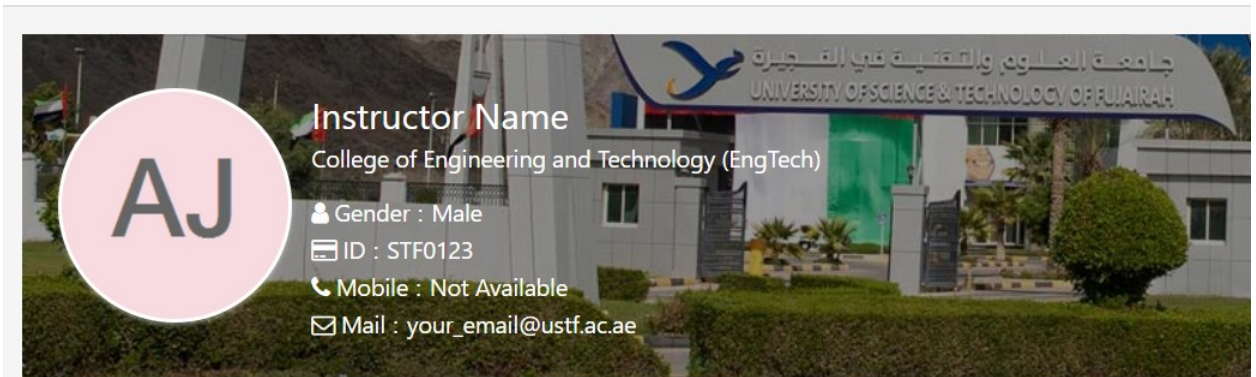 جامعة العلوم والتقنية في الفجيرة
UNIVERSITY OF SCIENCE & TECHNOLOGY OF FUJAIRAH
AJ
Instructor Name
College of Engineering and Technology (EngTech)
Gender : Male
ID : STF0123
Mobile : Not Available
Mail : your_email@ustf.ac.ae